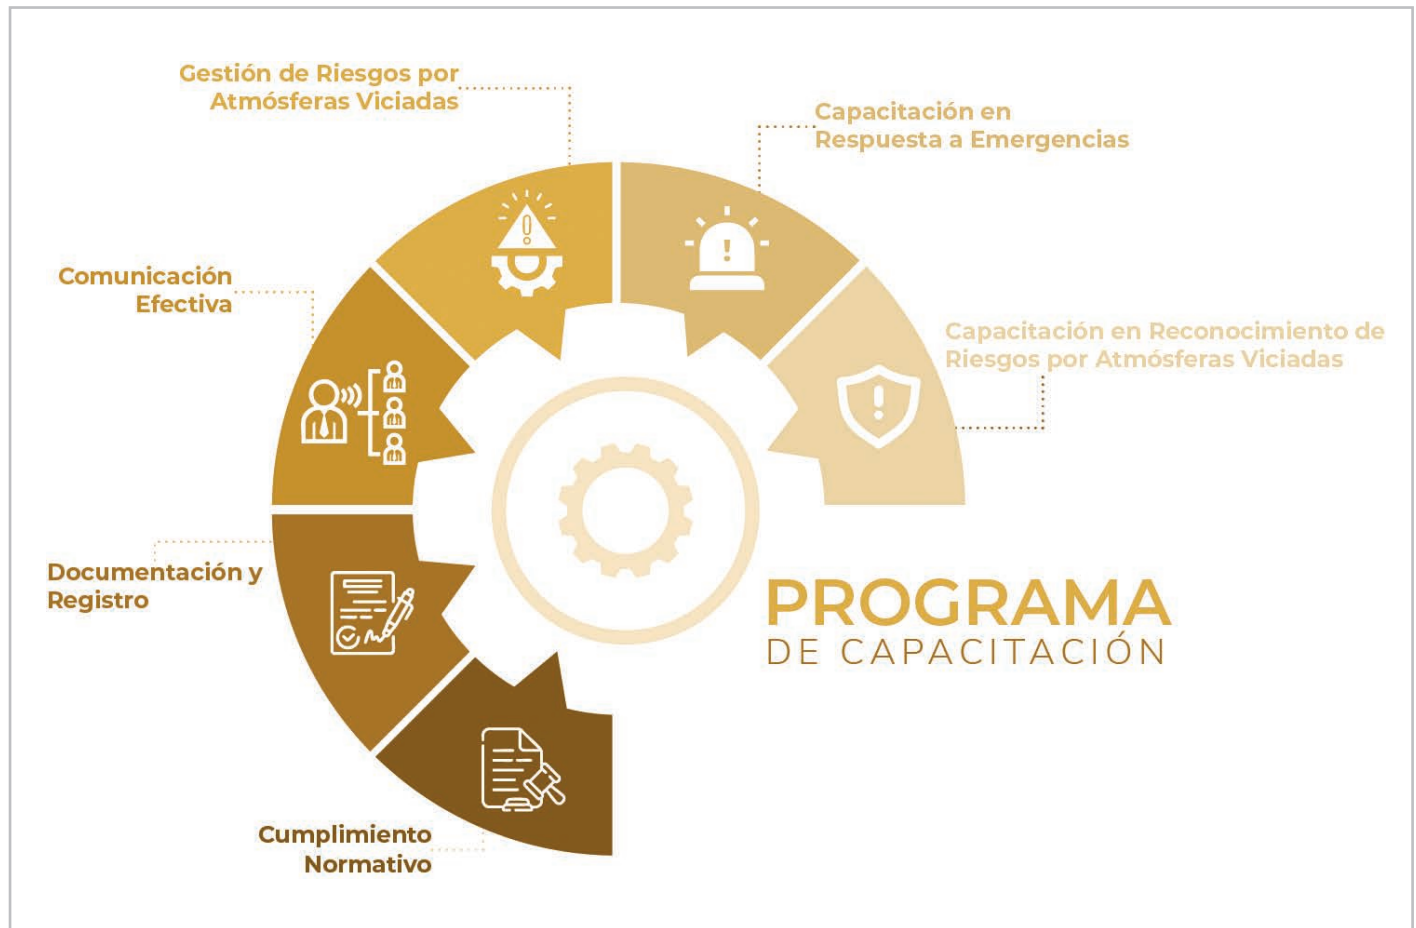 Gestión de Riesgos por
Atmósferas Viciadas
Capacitación en
Respuesta a Emergencias
Comunicación
Efectiva
Capacitación en Reconocimiento de
Riesgos por Atmósferas Viciadas
Documentación y
Registro
PROGRAMA
DE CAPACITACIÓN
Cumplimiento
Normativo